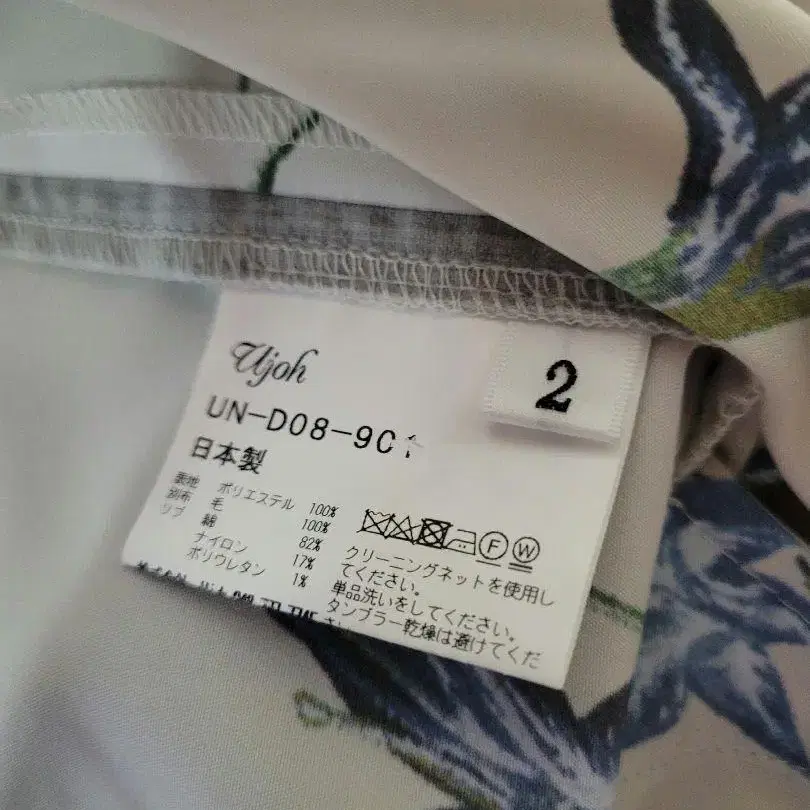 Ujoh
2
UN-D08-90
日本製
表地 ポリエステル 100%
別布 毛 100%
リブ 綿 82%
ナイロン 17%
ポリウレタン 1%
F W
クリーニングネットを使用し
てください。
単品洗いをしてください。
タンブラー乾燥は避けてくだ